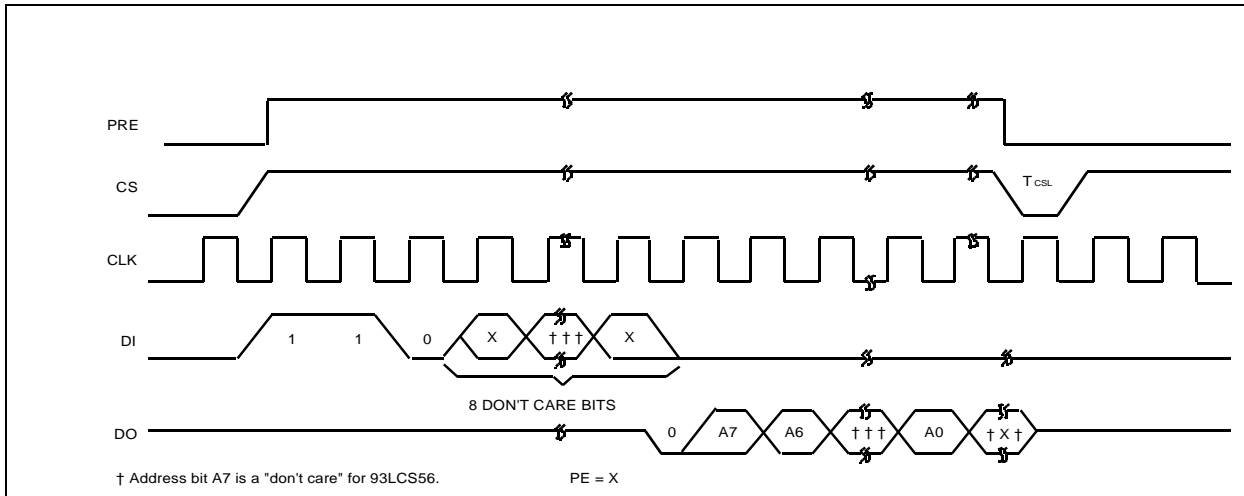 PRE
CS
T CSL
CLK
DI
1 1 0 X † † † X
8 DON'T CARE BITS
DO
0 A7 A6 † † † A0 † X †
† Address bit A7 is a "don't care" for 93LCS56.
PE = X